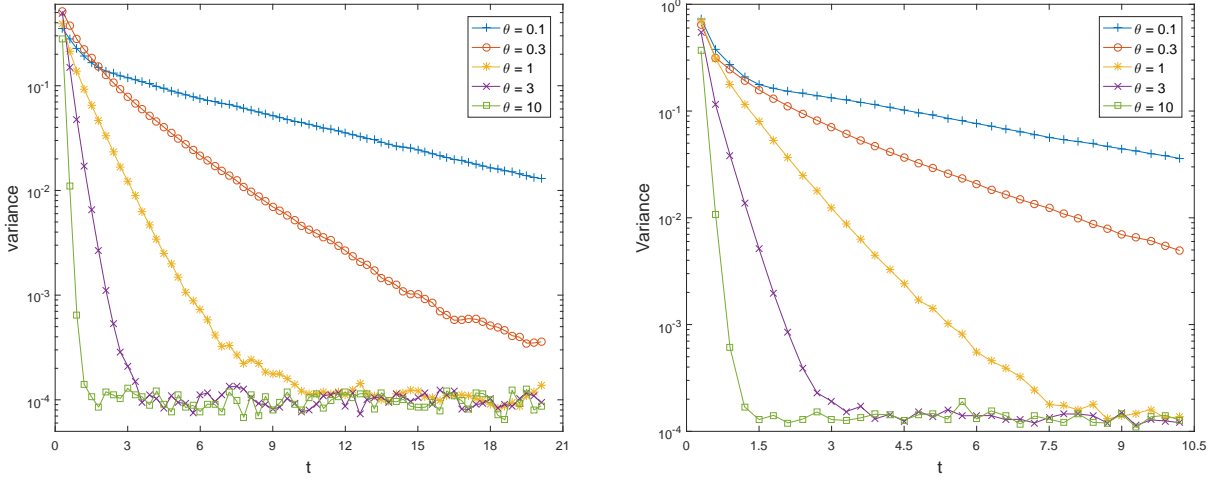 variance
10^-1
10^-2
10^-3
10^-4
0 3 6 9 12 15 18 21
t
θ = 0.1
θ = 0.3
θ = 1
θ = 3
θ = 10
Variance
10^0
10^-1
10^-2
10^-3
10^-4
0 1.5 3 4.5 6 7.5 9 10.5
t
θ = 0.1
θ = 0.3
θ = 1
θ = 3
θ = 10